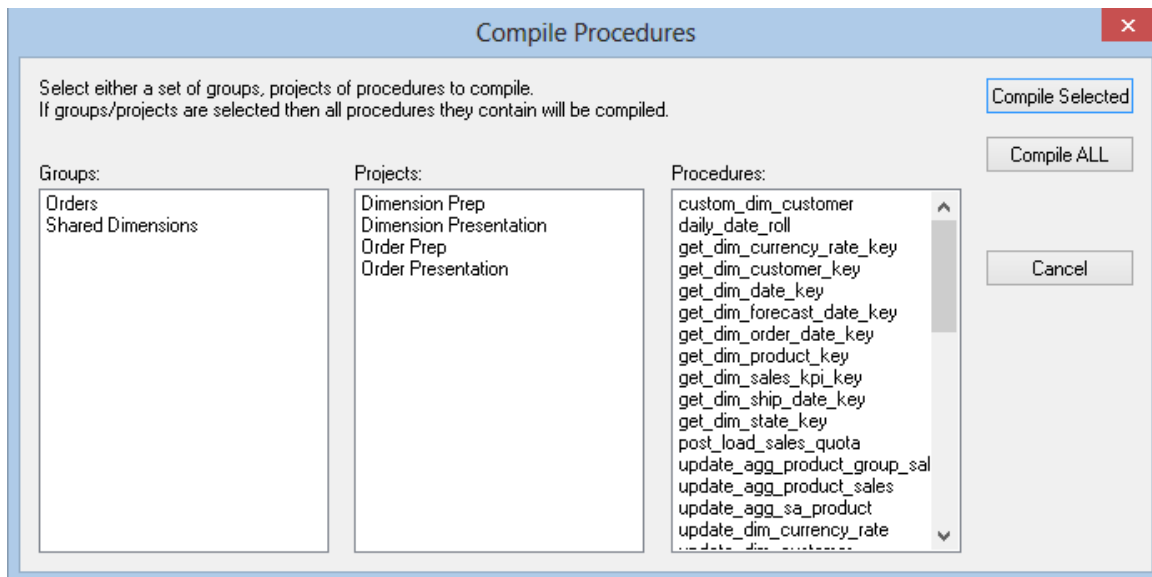 Compile Procedures
Select either a set of groups, projects of procedures to compile.
If groups/projects are selected then all procedures they contain will be compiled.
Compile Selected
Compile ALL
Cancel
Groups:
Orders
Shared Dimensions
Projects:
Dimension Prep
Dimension Presentation
Order Prep
Order Presentation
Procedures:
custom_dim_customer
daily_date_roll
get_dim_currency_rate_key
get_dim_customer_key
get_dim_date_key
get_dim_forecast_date_key
get_dim_order_date_key
get_dim_product_key
get_dim_sales_kpi_key
get_dim_ship_date_key
get_dim_state_key
post_load_sales_quota
update_agg_product_group_sal
update_agg_product_sales
update_agg_sa_product
update_dim_currency_rate